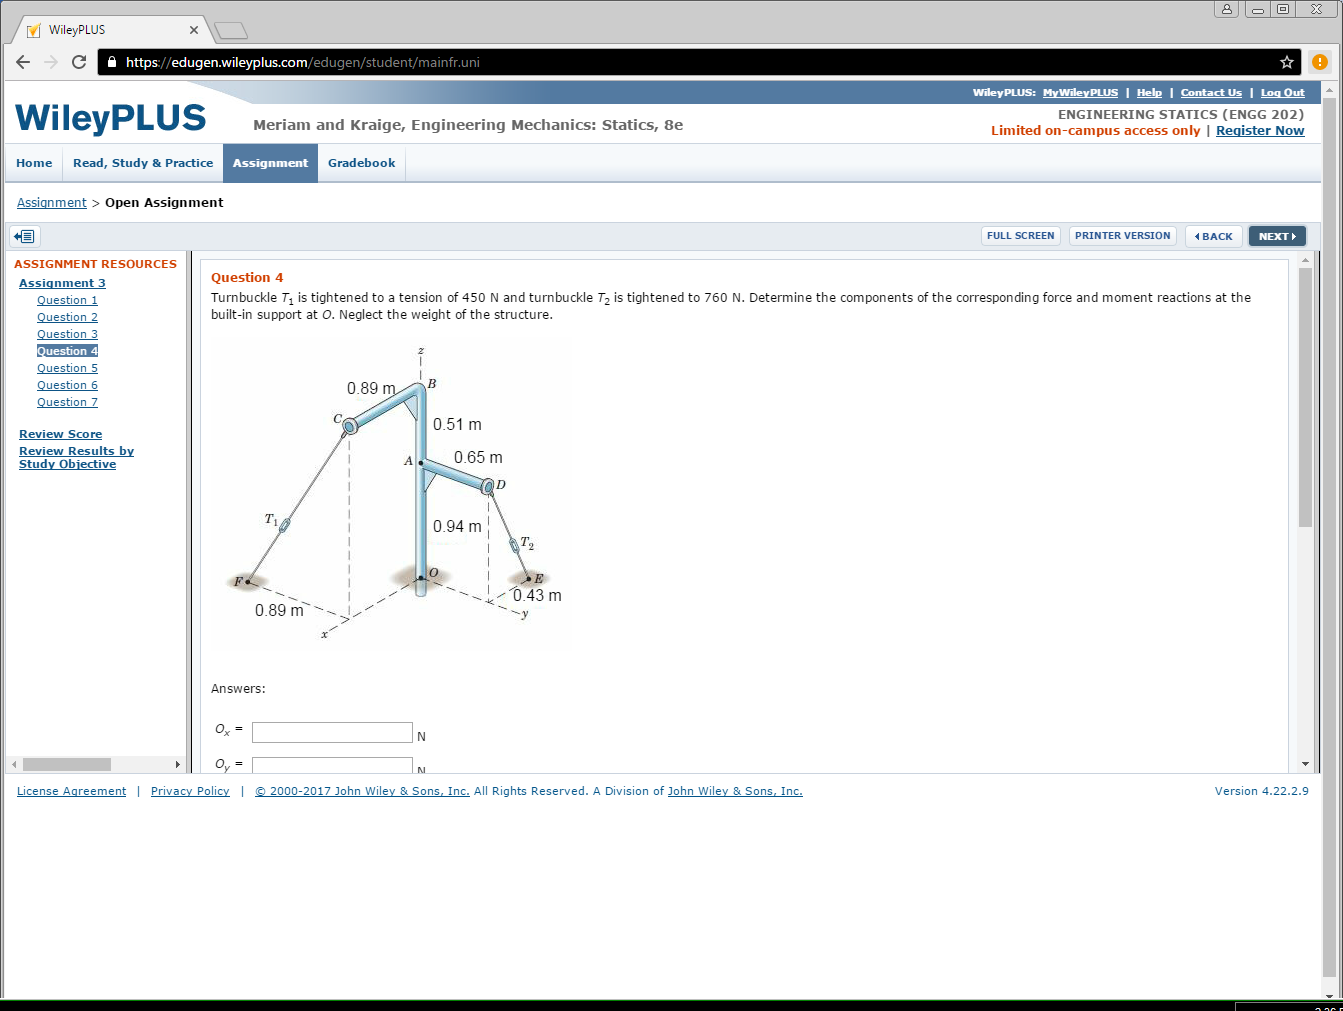 WileyPLUS
https://edugen.wileyplus.com/edugen/student/mainfr.uni
WileyPLUS: MyWileyPLUS | Help | Contact Us | Log Out
WileyPLUS
Meriam and Kraige, Engineering Mechanics: Statics, 8e
ENGINEERING STATICS (ENGG 202)
Limited on-campus access only | Register Now
Home Read, Study & Practice Assignment Gradebook
Assignment > Open Assignment
FULL SCREEN PRINTER VERSION BACK NEXT
ASSIGNMENT RESOURCES
Assignment 3
Question 1
Question 2
Question 3
Question 4
Question 5
Question 6
Question 7
Review Score
Review Results by
Study Objective
Question 4
Turnbuckle T1 is tightened to a tension of 450 N and turnbuckle T2 is tightened to 760 N. Determine the components of the corresponding force and moment reactions at the
built-in support at O. Neglect the weight of the structure.
z
0.89 m B
C 0.51 m
A 0.65 m
D
T1 0.94 m
T2
F O E
0.89 m 0.43 m
x y
Answers:
Ox = N
Oy = N
License Agreement | Privacy Policy | © 2000-2017 John Wiley & Sons, Inc. All Rights Reserved. A Division of John Wiley & Sons, Inc.
Version 4.22.2.9